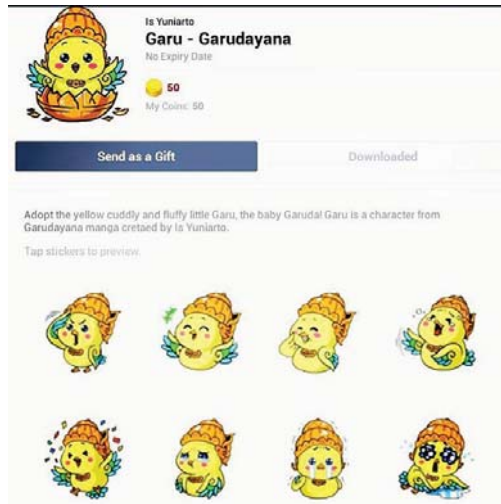 Is Yuniarto
Garu - Garudayana
No Expiry Date
50
My Coins: 50
Send as a Gift
Downloaded
Adopt the yellow cuddly and fluffy little Garu, the baby Garuda! Garu is a character from
Garudayana manga cretaed by Is Yuniarto.
Tap stickers to preview.